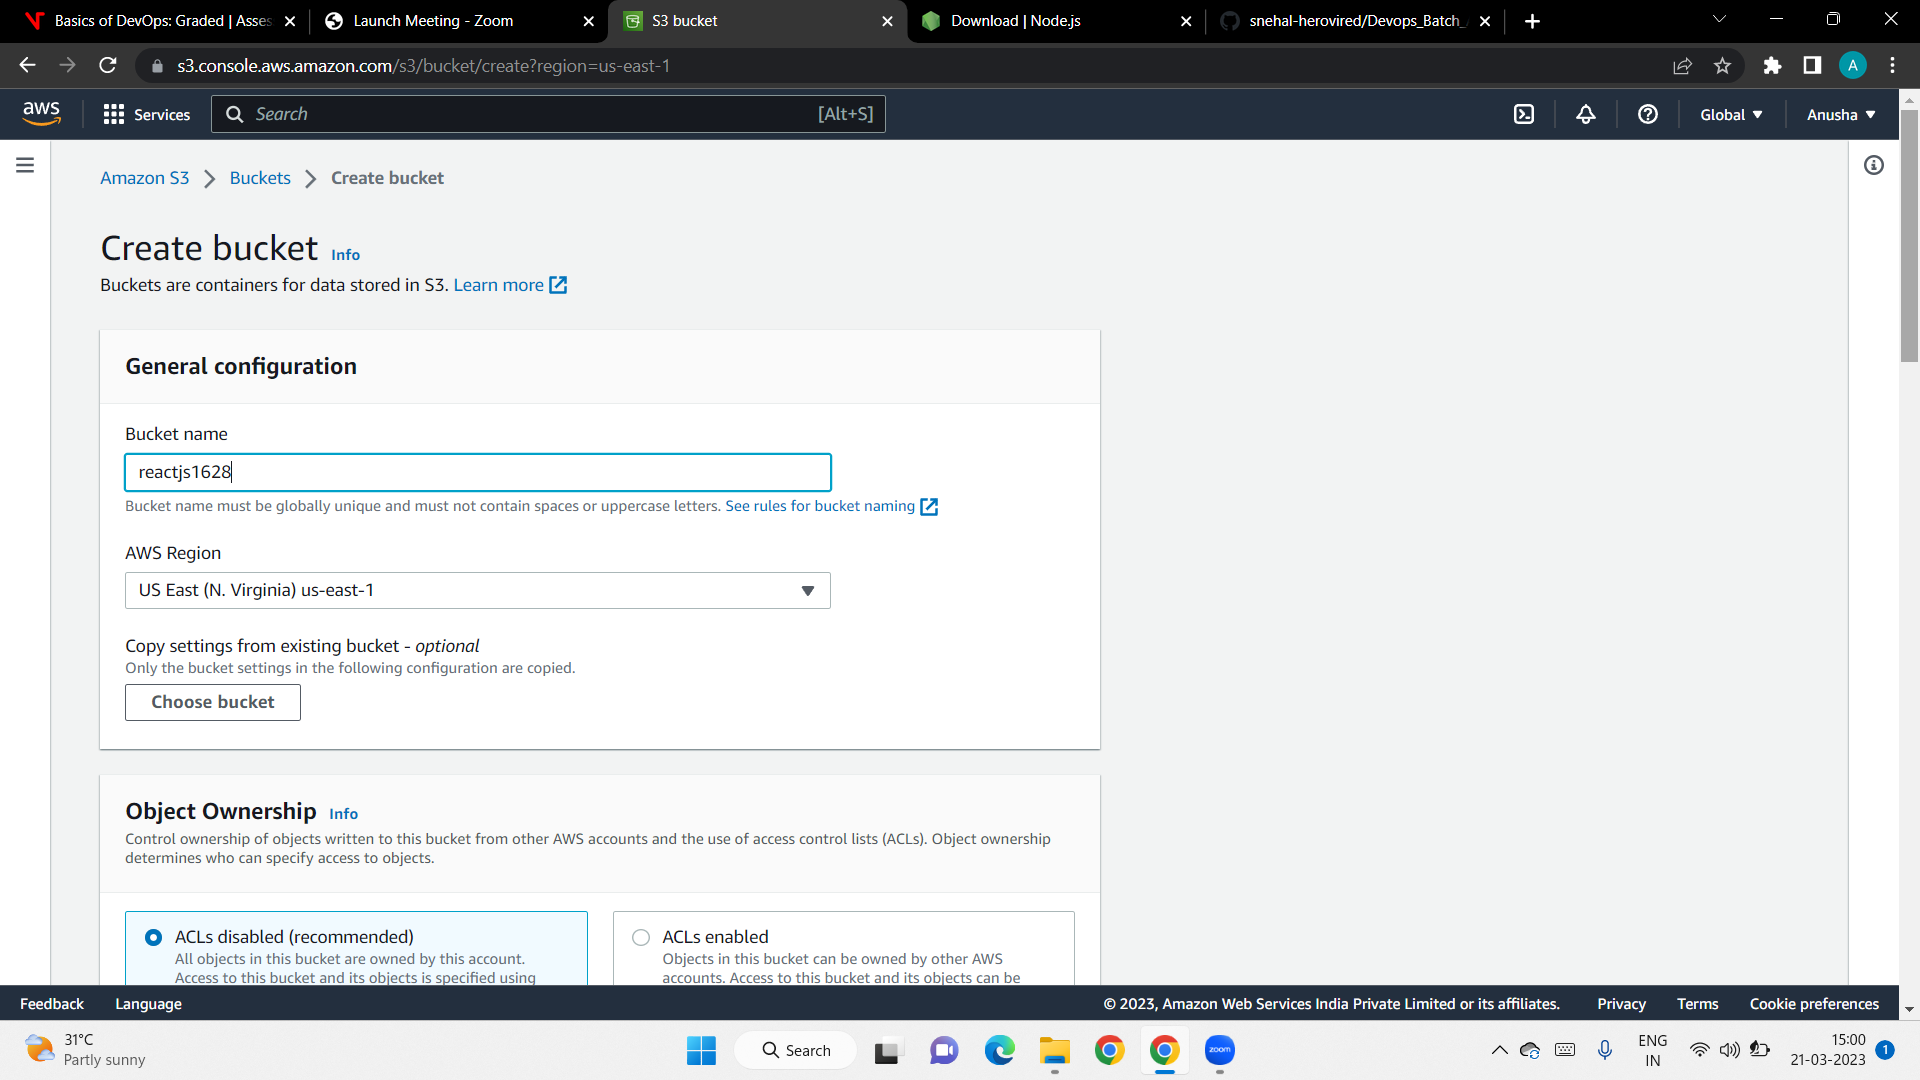 Basics of DevOps: Graded | Asses
Launch Meeting - Zoom
S3 bucket
Download | Node.js
snehal-herovired/Devops_Batch_
s3.console.aws.amazon.com/s3/bucket/create?region=us-east-1
A
aws
Services
Search
[Alt+S]
Global
Anusha
Amazon S3
Buckets
Create bucket
Create bucket Info
Buckets are containers for data stored in S3. Learn more
General configuration
Bucket name
reactjs1628
Bucket name must be globally unique and must not contain spaces or uppercase letters. See rules for bucket naming
AWS Region
US East (N. Virginia) us-east-1
Copy settings from existing bucket - optional
Only the bucket settings in the following configuration are copied.
Choose bucket
Object Ownership Info
Control ownership of objects written to this bucket from other AWS accounts and the use of access control lists (ACLs). Object ownership
determines who can specify access to objects.
ACLs disabled (recommended)
All objects in this bucket are owned by this account.
Access to this bucket and its objects is specified using
ACLs enabled
Objects in this bucket can be owned by other AWS
accounts. Access to this bucket and its objects can be
Feedback
Language
© 2023, Amazon Web Services India Private Limited or its affiliates.
Privacy
Terms
Cookie preferences
31°C
Partly sunny
Search
zoom
ENG
IN
15:00
21-03-2023
1